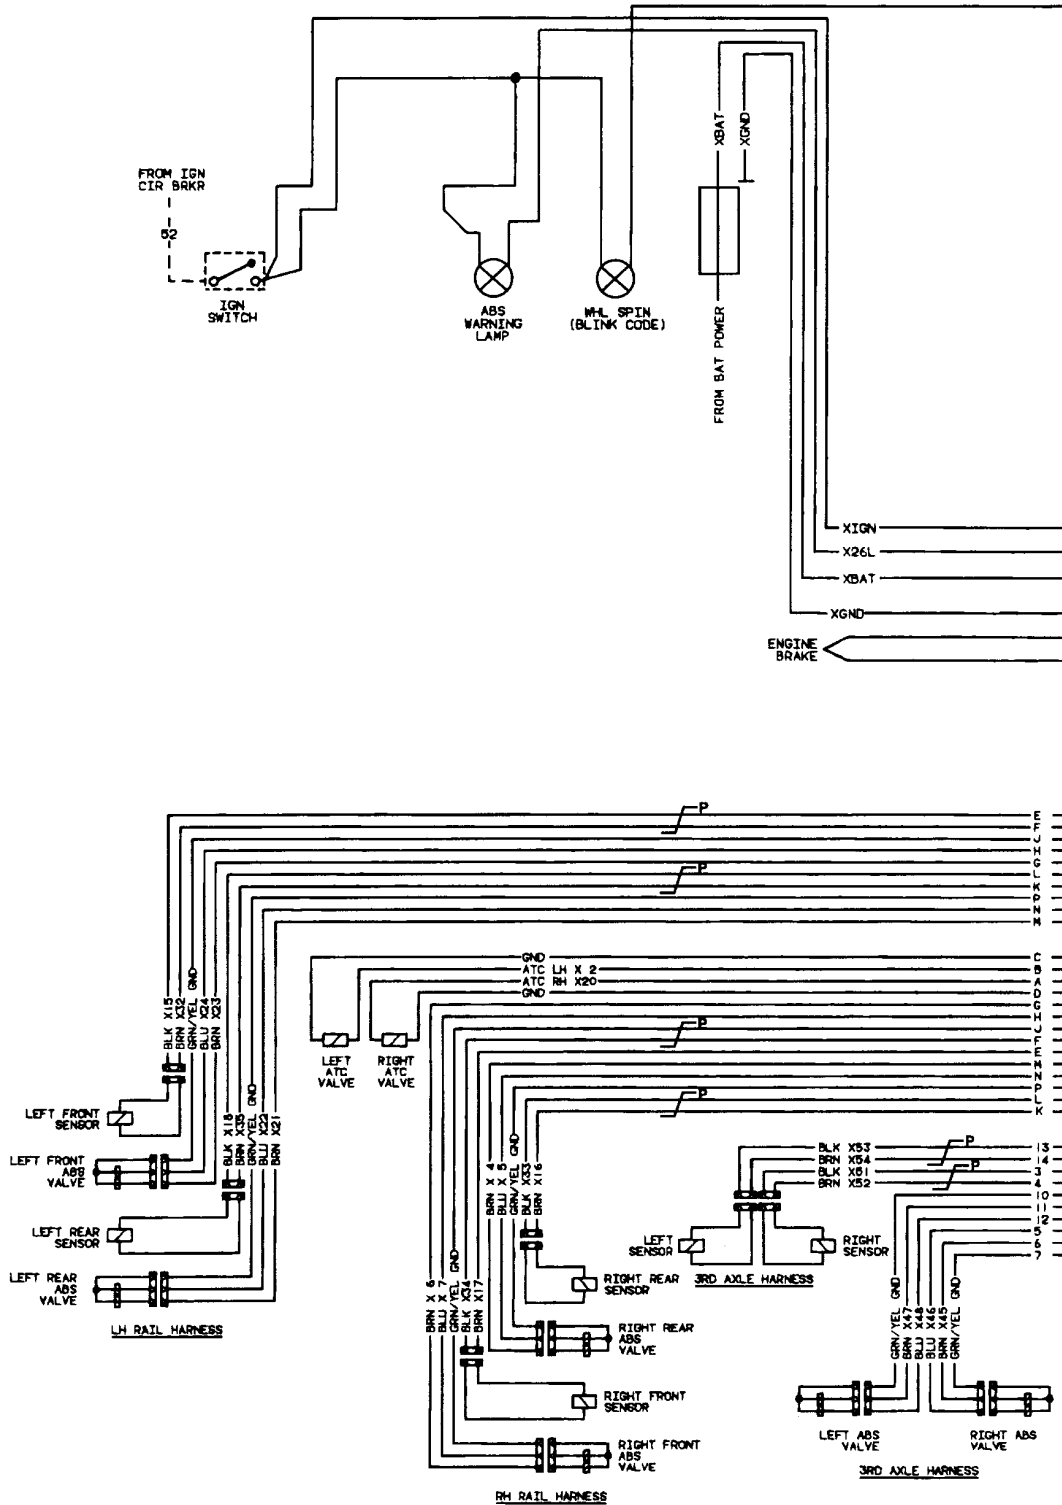 XBAT
XGND
FROM IGN
CIR BRKR
52
IGN
SWITCH
ABS
WARNING
LAMP
WHL SPIN
(BLINK CODE)
FROM BAT POWER
XIGN
X26L
XBAT
XGND
ENGINE
BRAKE
P
E
F
J
H
G
L
P
K
P
N
M
GND
C
ATC LH X 2
B
ATC RH X20
A
GND
D
G
H
J
P
F
E
M
N
P
P
L
K
BLK X15
BRN X32
GRN/YEL GND
BLU X24
BRN X23
LEFT
ATC
VALVE
RIGHT
ATC
VALVE
LEFT FRONT
SENSOR
BLK X18
BRN X35
GRN/YEL GND
BLU X22
BRN X21
LEFT FRONT
ABS
VALVE
LEFT REAR
SENSOR
LEFT REAR
ABS
VALVE
LH RAIL HARNESS
BRN X 4
BLU X 5
GRN/YEL GND
BLK X33
BRN X16
BRN X 6
BLU X 7
GRN/YEL GND
BLK X34
BRN X17
RIGHT REAR
SENSOR
RIGHT REAR
ABS
VALVE
RIGHT FRONT
SENSOR
RIGHT FRONT
ABS
VALVE
RH RAIL HARNESS
BLK X53
P
13
BRN X54
14
BLK X51
P
3
BRN X52
4
10
11
12
5
6
7
LEFT
SENSOR
RIGHT
SENSOR
3RD AXLE HARNESS
GRN/YEL GND
BRN X47
BLU X48
BLU X46
BRN X45
GRN/YEL GND
LEFT ABS
VALVE
RIGHT ABS
VALVE
3RD AXLE HARNESS